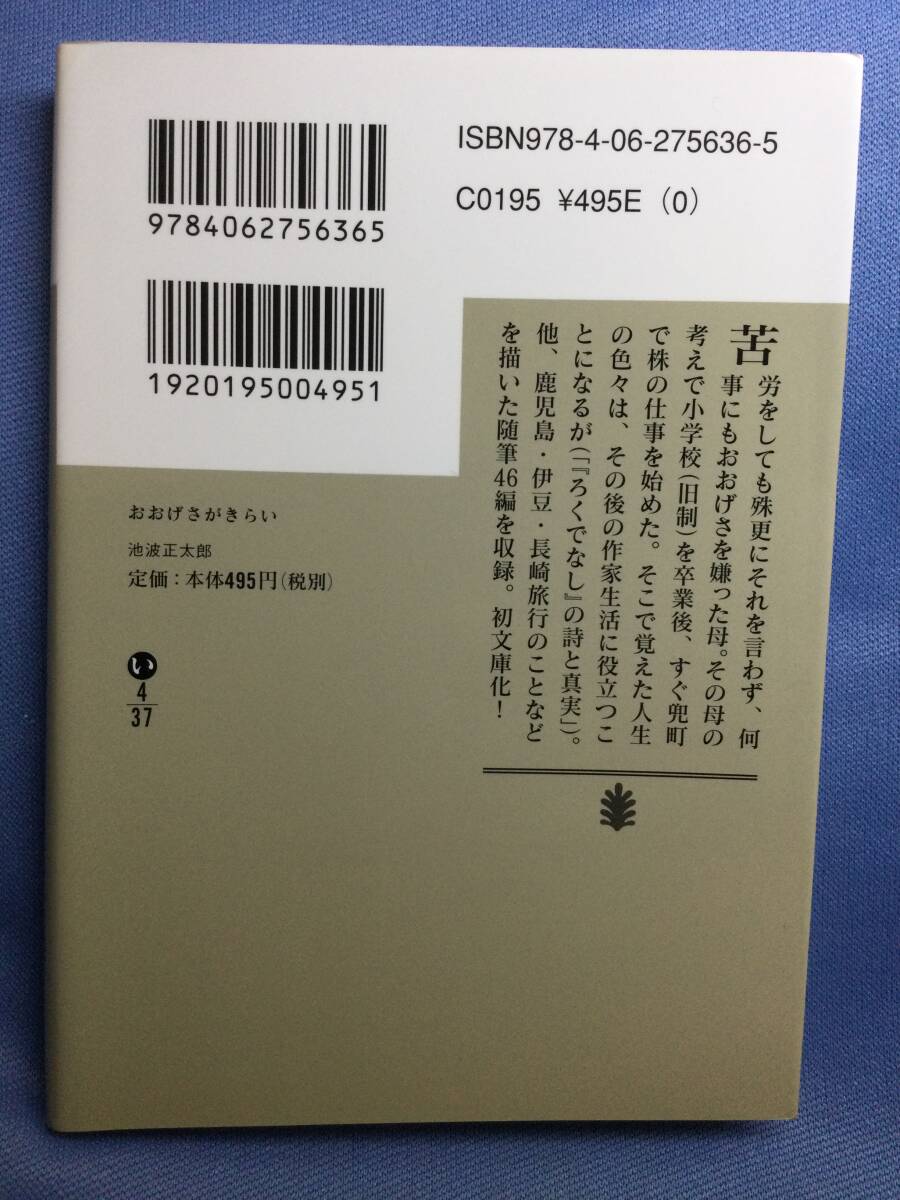 ISBN978-4-06-275636-5
C0195 ¥495E (0)
9784062756365
1920195004951
苦労をしても殊更にそれを言わず、何
事にもおおげさを嫌った母。その母の
考えで小学校(旧制)を卒業後、すぐ兜町
で株の仕事を始めた。そこで覚えた人生
の色々は、その後の作家生活に役立つこ
とになるが(「『ろくでなし』の詩と真実」)。
他、鹿児島・伊豆・長崎旅行のことなど
を描いた随筆46編を収録。初文庫化!
おおげさがきらい
池波正太郎
定価:本体495円(税別)
い
4
37